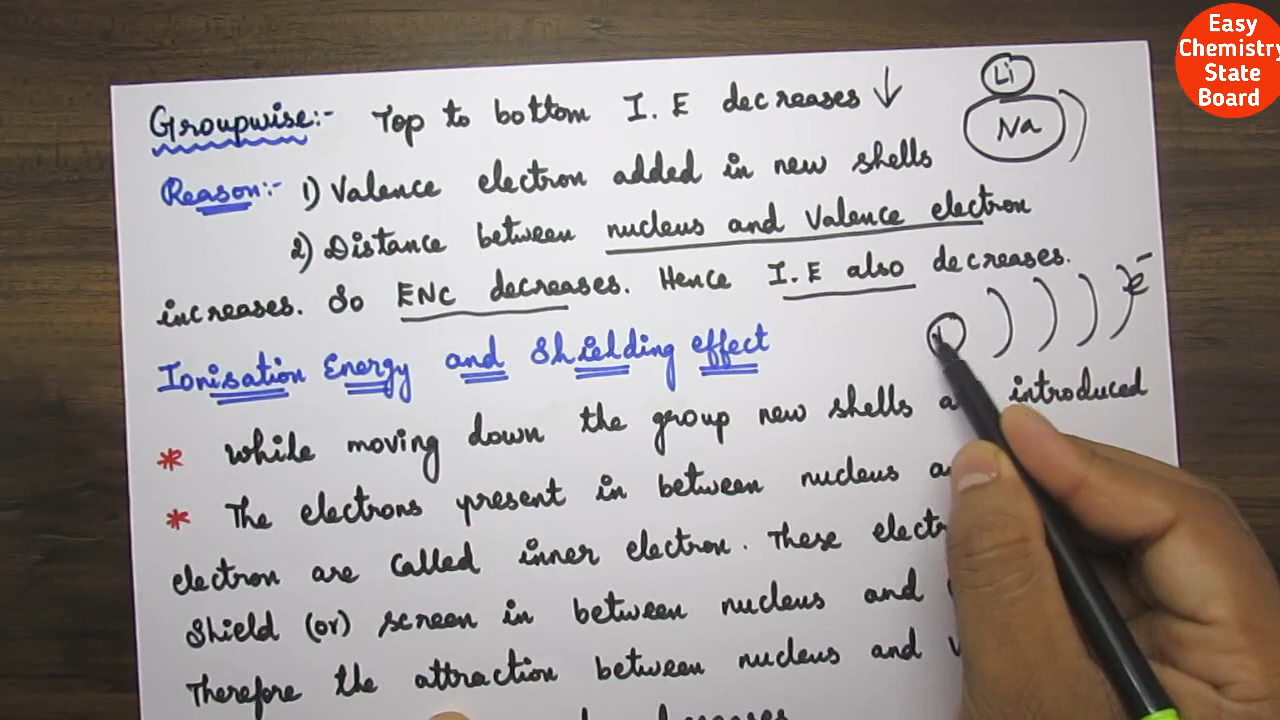 Easy
Chemistry
State
Board
Li
Na
Groupwise:- Top to bottom I.E decreases ↓
Reason:- 1) Valence electron added in new shells
2) Distance between nucleus and Valence electron
increases. So ENC decreases. Hence I.E also decreases.
e-
Ionisation Energy and Shielding effect
* While moving down the group new shells a introduced
* The electrons present in between nucleus a
electron are called inner electron. These electr
Shield (or) screen in between nucleus and
Therefore the attraction between nucleus and V
decreases